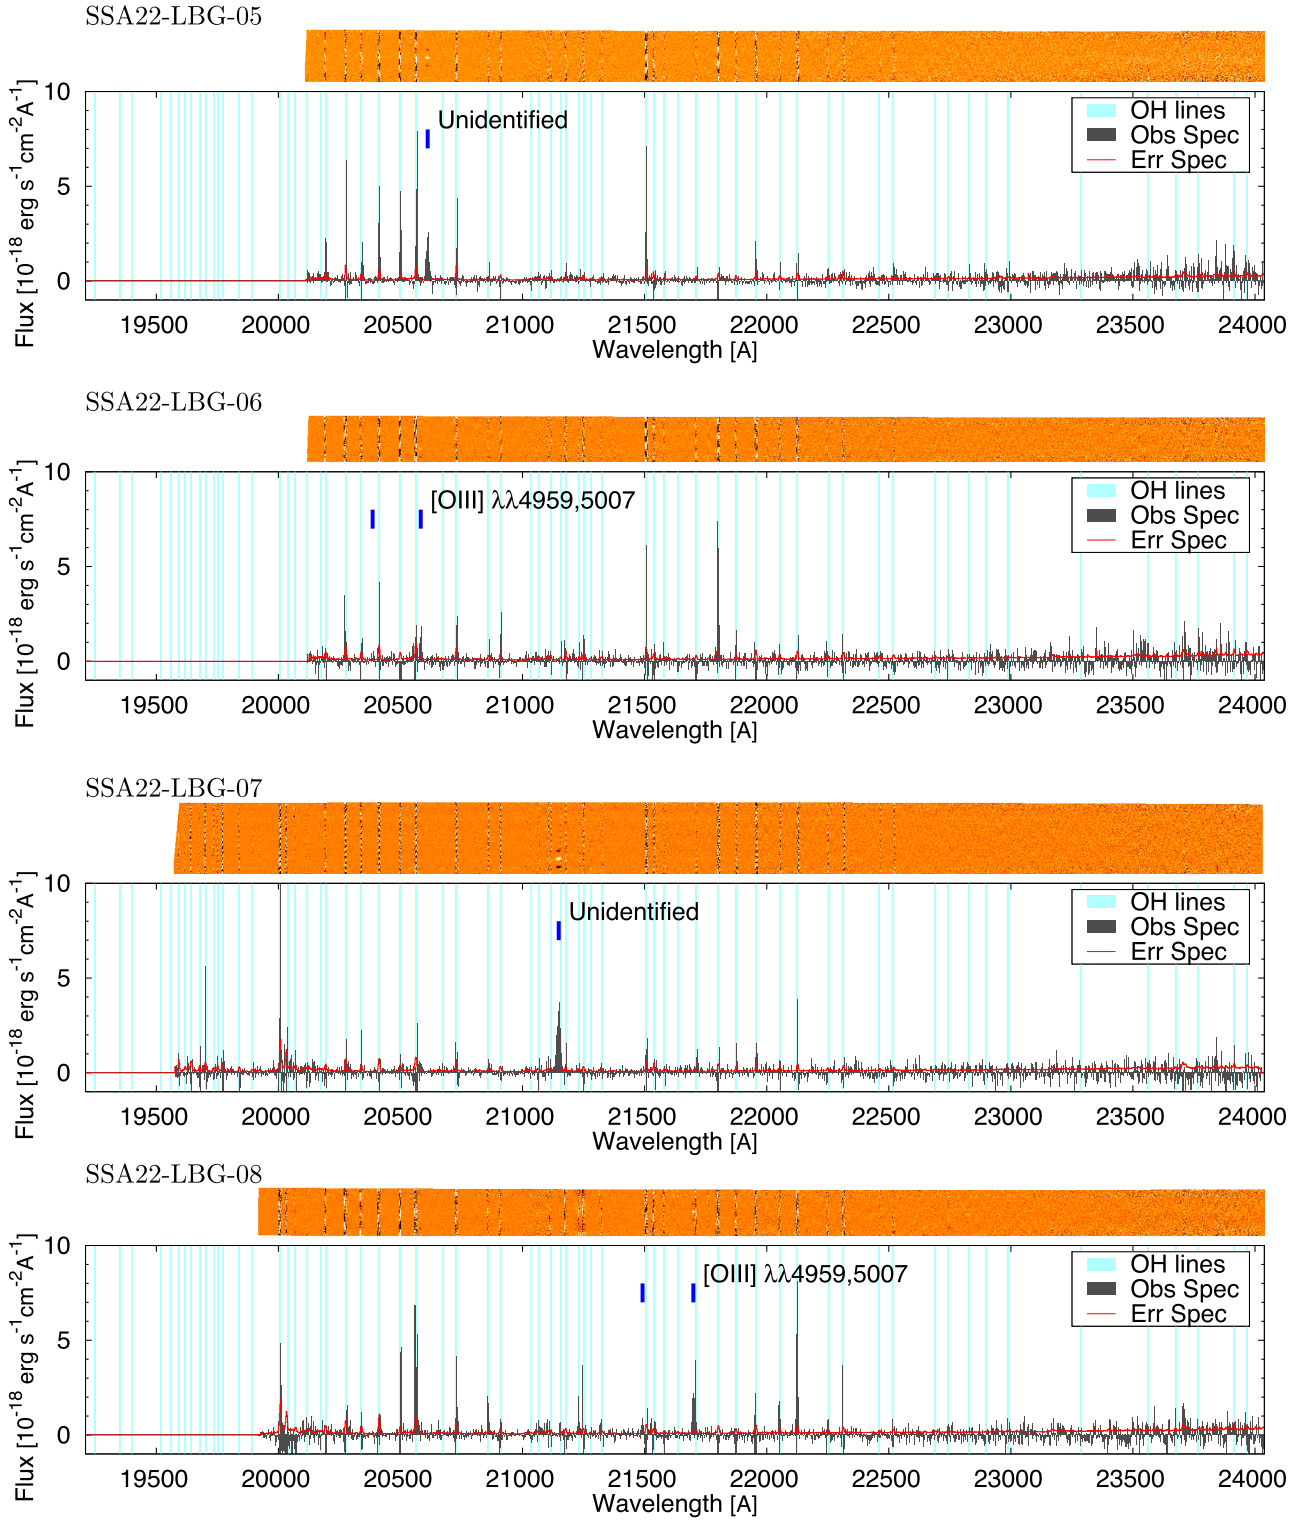 SSA22-LBG-05
10
5
0
Flux [10⁻¹⁸ erg s⁻¹cm⁻²A⁻¹]
Unidentified
OH lines
Obs Spec
Err Spec
19500 20000 20500 21000 21500 22000 22500 23000 23500 24000
Wavelength [A]
SSA22-LBG-06
10
5
0
Flux [10⁻¹⁸ erg s⁻¹cm⁻²A⁻¹]
[OIII] λλ4959,5007
OH lines
Obs Spec
Err Spec
19500 20000 20500 21000 21500 22000 22500 23000 23500 24000
Wavelength [A]
SSA22-LBG-07
10
5
0
Flux [10⁻¹⁸ erg s⁻¹cm⁻²A⁻¹]
Unidentified
OH lines
Obs Spec
Err Spec
19500 20000 20500 21000 21500 22000 22500 23000 23500 24000
Wavelength [A]
SSA22-LBG-08
10
5
0
Flux [10⁻¹⁸ erg s⁻¹cm⁻²A⁻¹]
[OIII] λλ4959,5007
OH lines
Obs Spec
Err Spec
19500 20000 20500 21000 21500 22000 22500 23000 23500 24000
Wavelength [A]